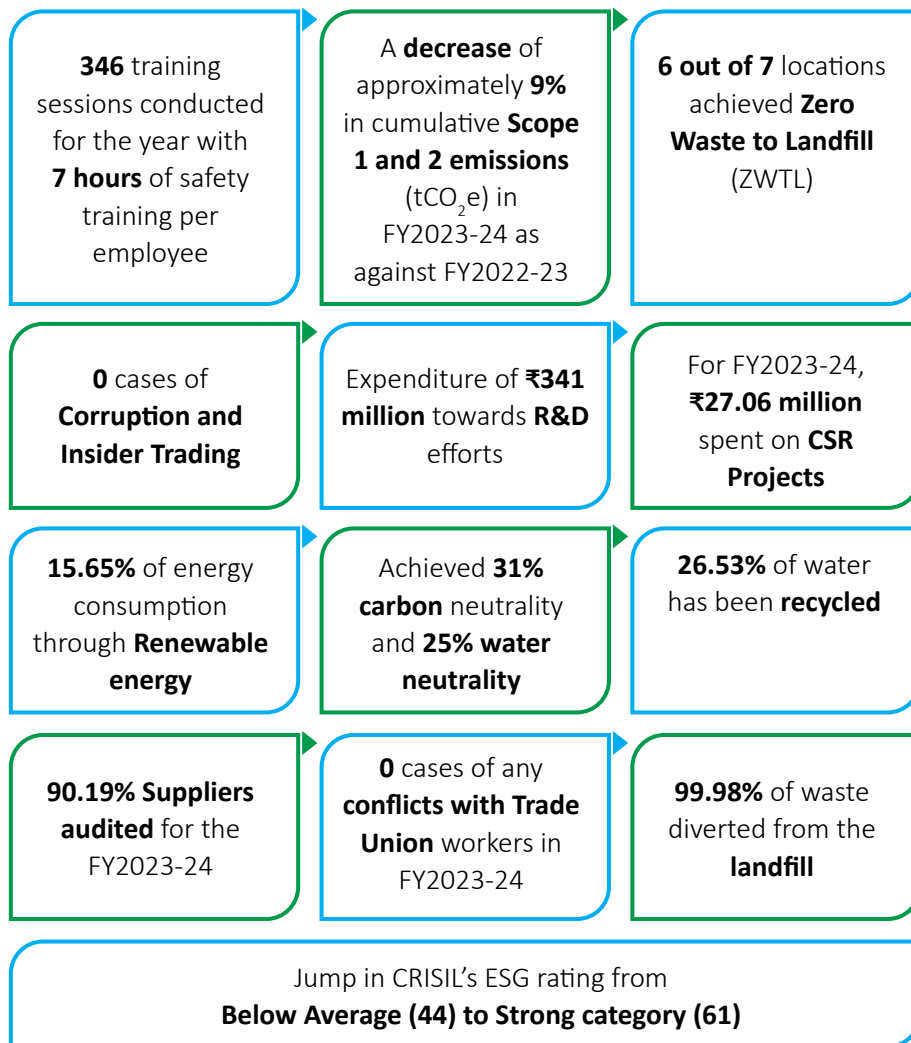 346 training
sessions conducted
for the year with
7 hours of safety
training per
employee
A decrease of
approximately 9%
in cumulative Scope
1 and 2 emissions
(tCO₂e) in
FY2023-24 as
against FY2022-23
6 out of 7 locations
achieved Zero
Waste to Landfill
(ZWTL)
0 cases of
Corruption and
Insider Trading
Expenditure of ₹341
million towards R&D
efforts
For FY2023-24,
₹27.06 million
spent on CSR
Projects
15.65% of energy
consumption
through Renewable
energy
Achieved 31%
carbon neutrality
and 25% water
neutrality
26.53% of water
has been recycled
90.19% Suppliers
audited for the
FY2023-24
0 cases of any
conflicts with Trade
Union workers in
FY2023-24
99.98% of waste
diverted from the
landfill
Jump in CRISIL’s ESG rating from
Below Average (44) to Strong category (61)